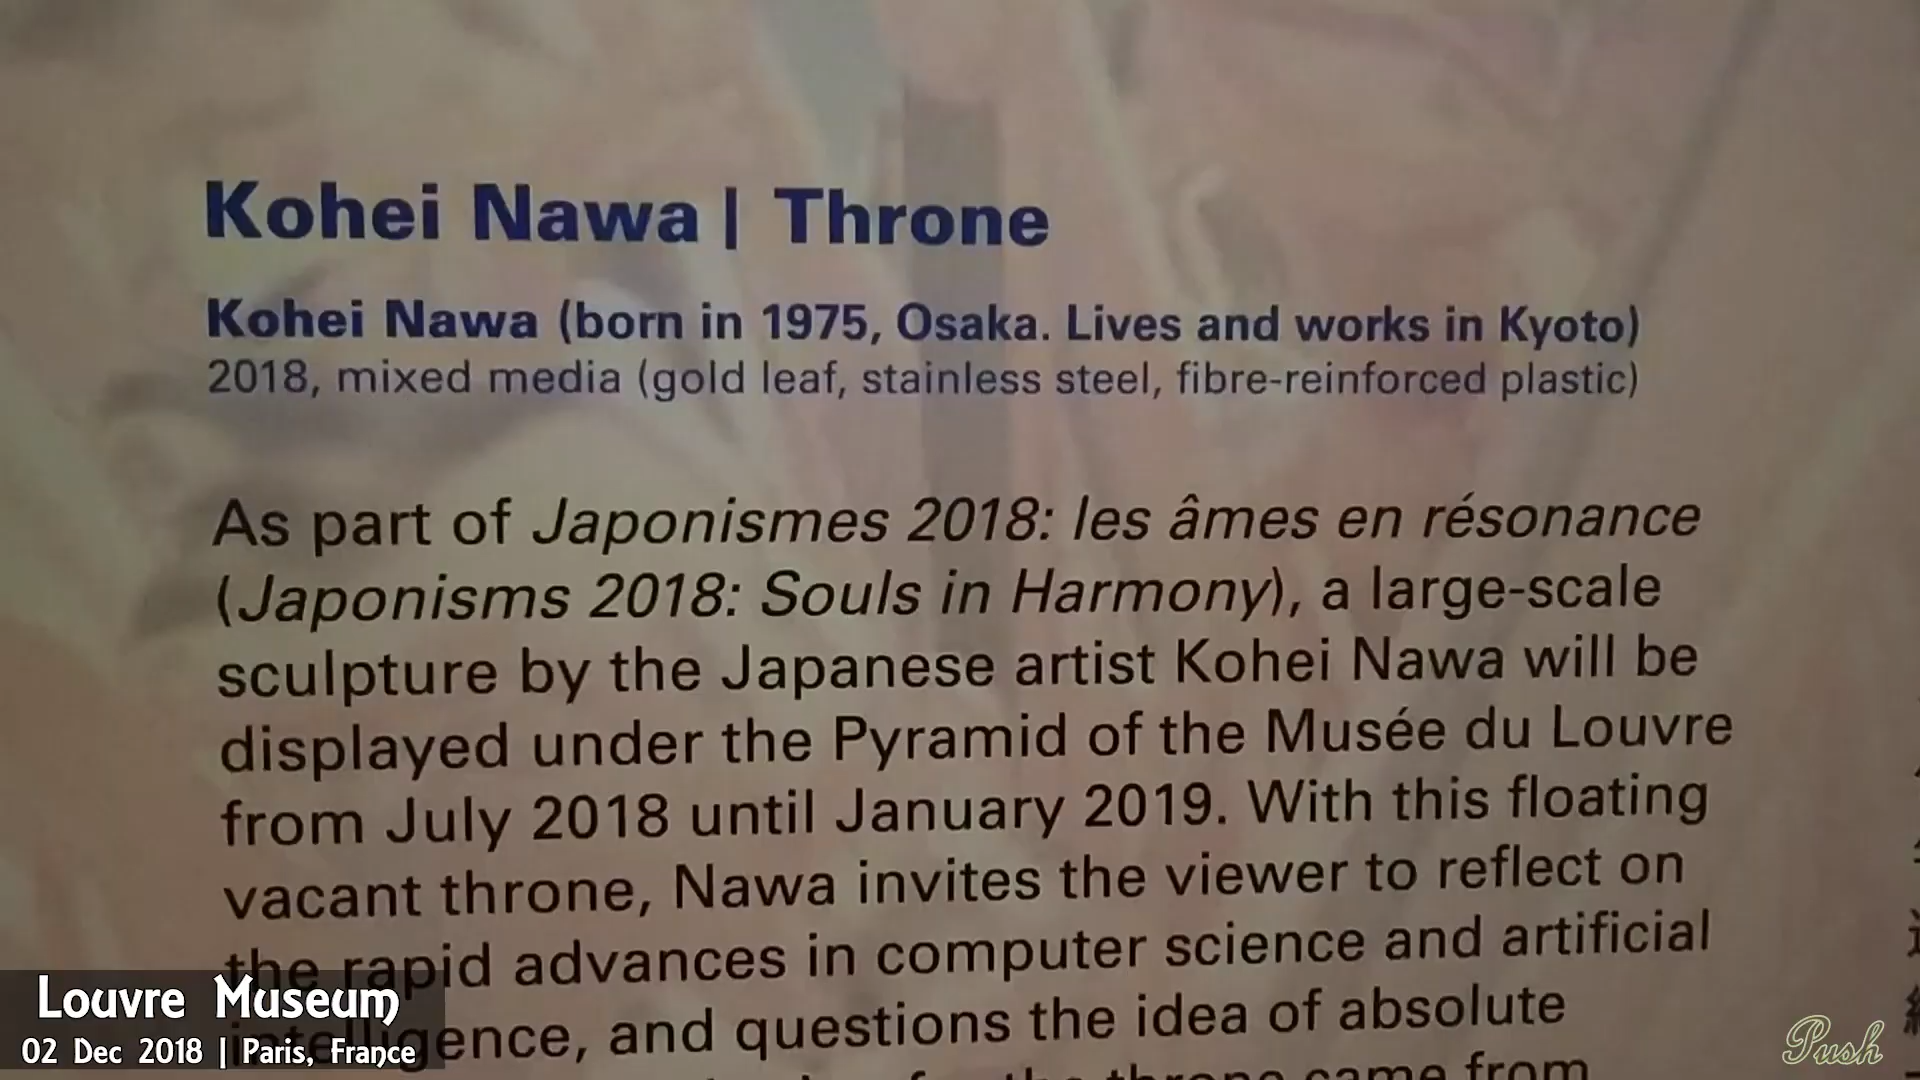 Kohei Nawa | Throne
Kohei Nawa (born in 1975, Osaka. Lives and works in Kyoto)
2018, mixed media (gold leaf, stainless steel, fibre-reinforced plastic)
As part of Japonismes 2018: les âmes en résonance
(Japonisms 2018: Souls in Harmony), a large-scale
sculpture by the Japanese artist Kohei Nawa will be
displayed under the Pyramid of the Musée du Louvre
from July 2018 until January 2019. With this floating
vacant throne, Nawa invites the viewer to reflect on
the rapid advances in computer science and artificial
intelligence, and questions the idea of absolute
the throne came from
Louvre Museum
02 Dec 2018 | Paris, France
Push